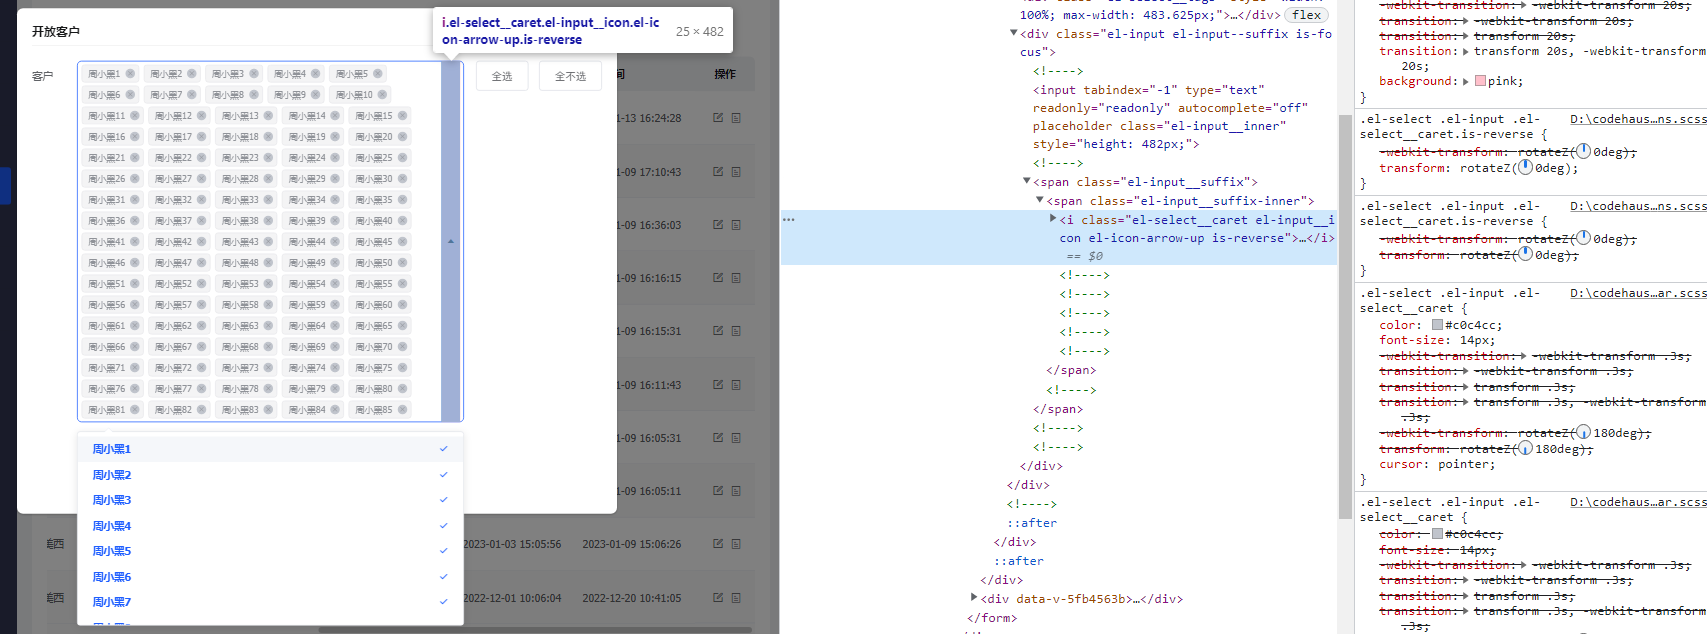 开放客户
i.el-select__caret.el-input__icon.el-ic
on-arrow-up.is-reverse
25 × 482
客户
周小黑1 周小黑2 周小黑3 周小黑4 周小黑5
周小黑6 周小黑7 周小黑8 周小黑9 周小黑10
周小黑11 周小黑12 周小黑13 周小黑14 周小黑15
周小黑16 周小黑17 周小黑18 周小黑19 周小黑20
周小黑21 周小黑22 周小黑23 周小黑24 周小黑25
周小黑26 周小黑27 周小黑28 周小黑29 周小黑30
周小黑31 周小黑32 周小黑33 周小黑34 周小黑35
周小黑36 周小黑37 周小黑38 周小黑39 周小黑40
周小黑41 周小黑42 周小黑43 周小黑44 周小黑45
周小黑46 周小黑47 周小黑48 周小黑49 周小黑50
周小黑51 周小黑52 周小黑53 周小黑54 周小黑55
周小黑56 周小黑57 周小黑58 周小黑59 周小黑60
周小黑61 周小黑62 周小黑63 周小黑64 周小黑65
周小黑66 周小黑67 周小黑68 周小黑69 周小黑70
周小黑71 周小黑72 周小黑73 周小黑74 周小黑75
周小黑76 周小黑77 周小黑78 周小黑79 周小黑80
周小黑81 周小黑82 周小黑83 周小黑84 周小黑85
全选 全不选
周小黑1
周小黑2
周小黑3
周小黑4
周小黑5
周小黑6
周小黑7
间 操作
1-13 16:24:28
1-09 17:10:43
1-09 16:36:03
1-09 16:16:15
1-09 16:15:31
1-09 16:11:43
1-09 16:05:31
1-09 16:05:11
2023-01-03 15:05:56 2023-01-09 15:06:26
2022-12-01 10:06:04 2022-12-20 10:41:05
100%; max-width: 483.625px;">…</div> flex
<div class="el-input el-input--suffix is-fo
cus">
<!---->
<input tabindex="-1" type="text"
readonly="readonly" autocomplete="off"
placeholder class="el-input__inner"
style="height: 482px;">
<!---->
<span class="el-input__suffix">
<span class="el-input__suffix-inner">
<i class="el-select__caret el-input__i
con el-icon-arrow-up is-reverse">…</i>
== $0
<!---->
<!---->
<!---->
<!---->
<!---->
</span>
<!---->
</span>
<!---->
<!---->
</div>
</div>
<!---->
::after
</div>
::after
</div>
<div data-v-5fb4563b>…</div>
</form>
-webkit-transition: -webkit-transform 20s;
transition: -webkit-transform 20s;
transition: transform 20s;
transition: transform 20s, -webkit-transform
20s;
background: pink;
}
.el-select .el-input .el- D:\codehaus…ns.scss
select__caret.is-reverse {
-webkit-transform: rotateZ(0deg);
transform: rotateZ(0deg);
}
.el-select .el-input .el- D:\codehaus…ns.scss
select__caret.is-reverse {
-webkit-transform: rotateZ(0deg);
transform: rotateZ(0deg);
}
.el-select .el-input .el- D:\codehaus…ar.scss
select__caret {
color: #c0c4cc;
font-size: 14px;
-webkit-transition: -webkit-transform .3s;
transition: -webkit-transform .3s;
transition: transform .3s;
transition: transform .3s, -webkit-transform
.3s;
-webkit-transform: rotateZ(180deg);
transform: rotateZ(180deg);
cursor: pointer;
}
.el-select .el-input .el- D:\codehaus…ar.scss
select__caret {
color: #c0c4cc;
font-size: 14px;
-webkit-transition: -webkit-transform .3s;
transition: -webkit-transform .3s;
transition: transform .3s;
transition: transform .3s, -webkit-transform
.3s;